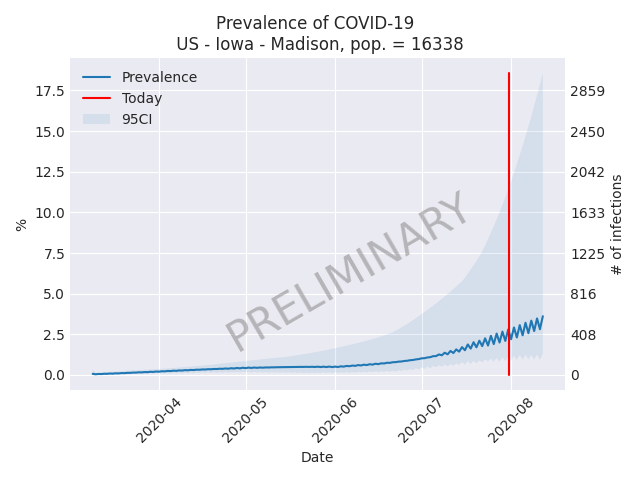 Prevalence of COVID-19
US - Iowa - Madison, pop. = 16338
Prevalence
Today
95CI
17.5
15.0
12.5
10.0
7.5
5.0
2.5
0.0
%
2859
2450
2042
1633
1225
816
408
0
# of infections
PRELIMINARY
2020-04
2020-05
2020-06
2020-07
2020-08
Date